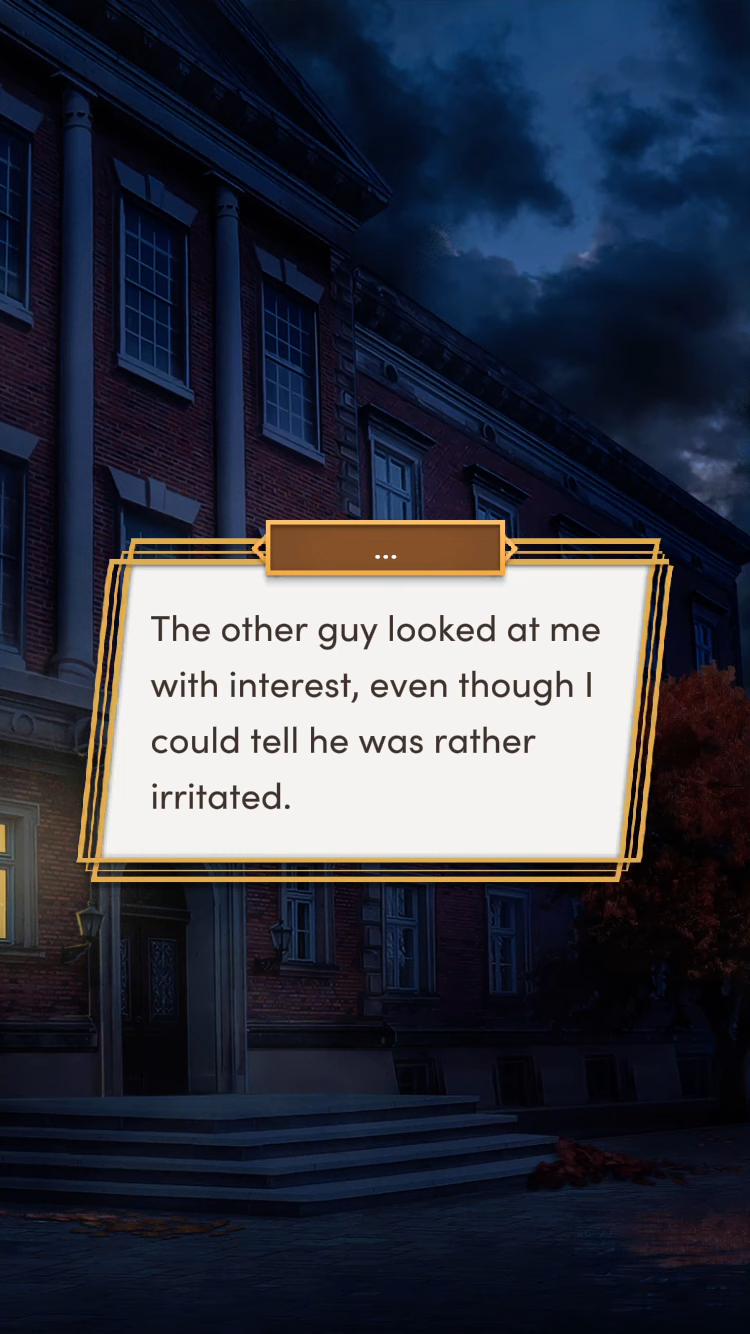 ...
The other guy looked at me
with interest, even though I
could tell he was rather
irritated.